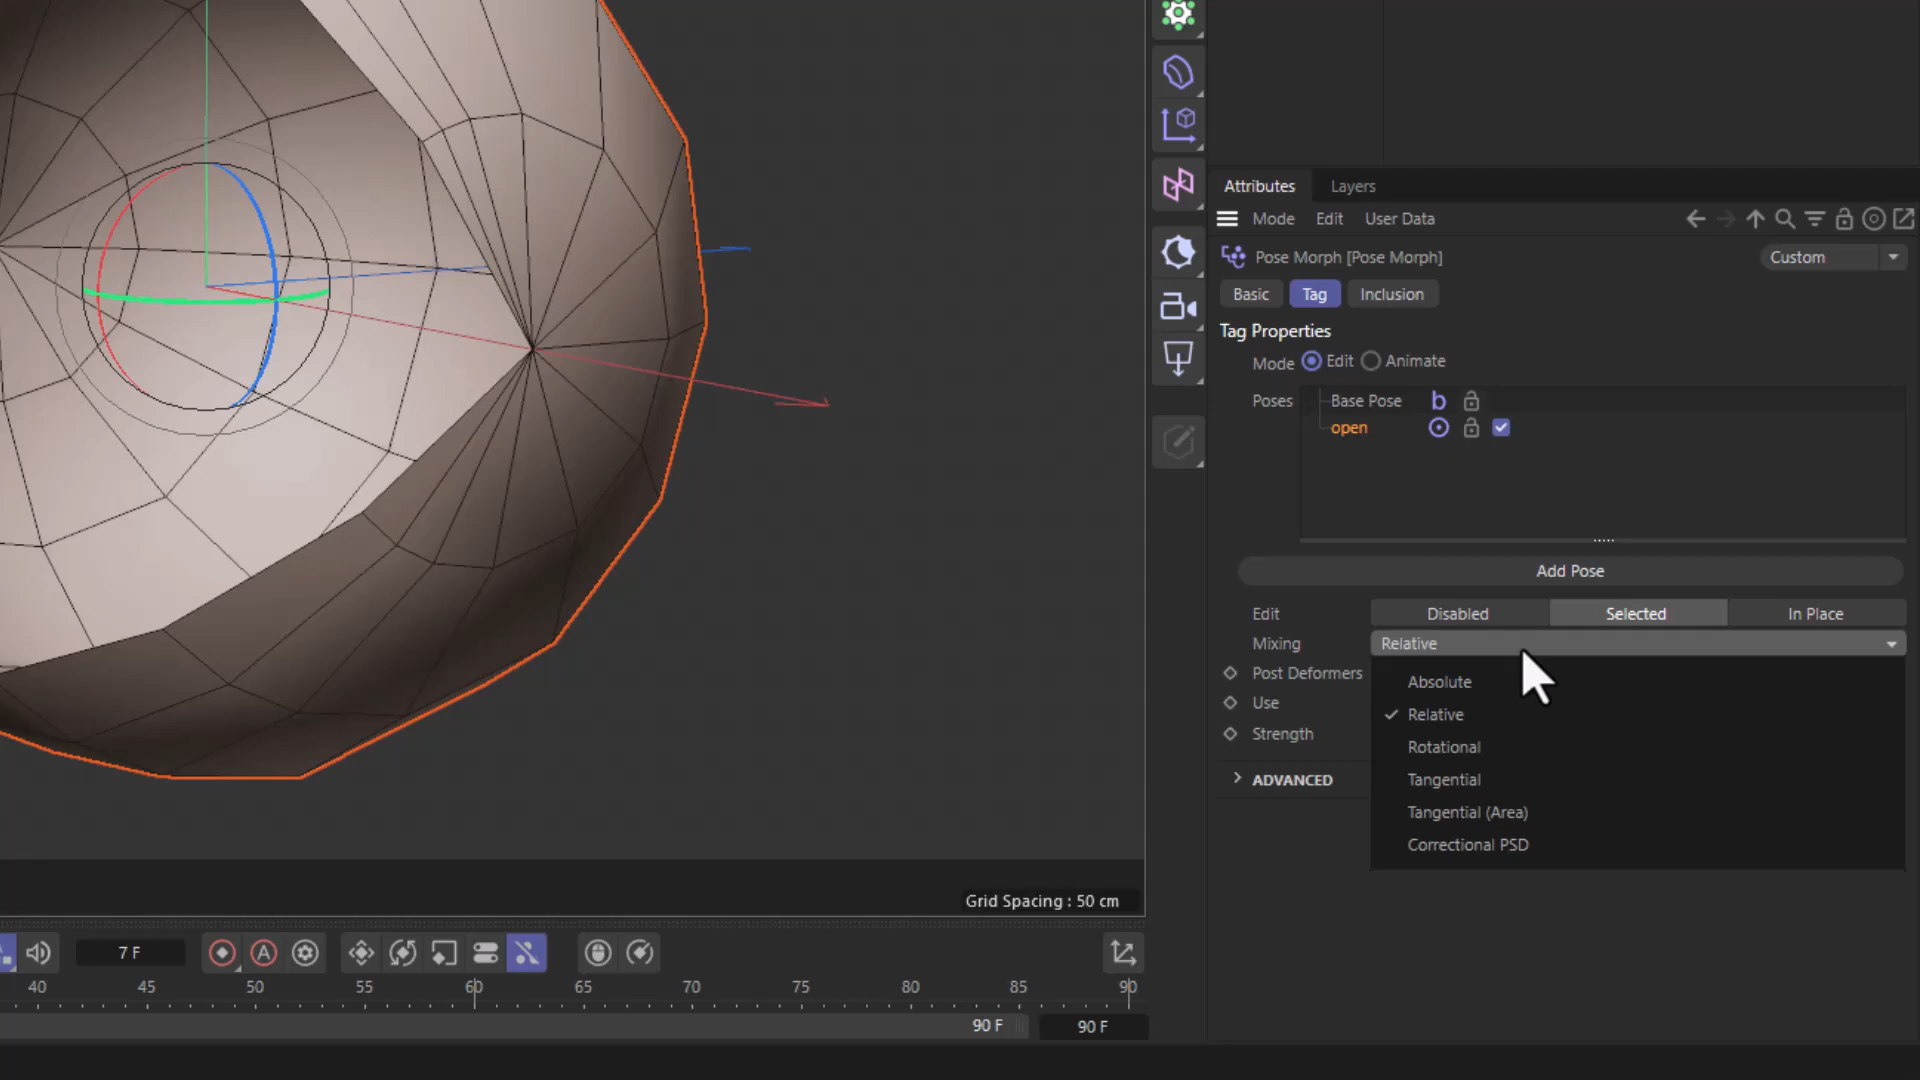 Attributes Layers
Mode Edit User Data
Pose Morph [Pose Morph] Custom
Basic Tag Inclusion
Tag Properties
Mode Edit Animate
Poses Base Pose b
open
Add Pose
Edit Disabled Selected In Place
Mixing Relative
Post Deformers Absolute
Relative
Use
Strength
Rotational
Tangential
ADVANCED
Tangential (Area)
Correctional PSD
Grid Spacing : 50 cm
7 F A
40 45 50 55 60 65 70 75 80 85 90
90 F 90 F